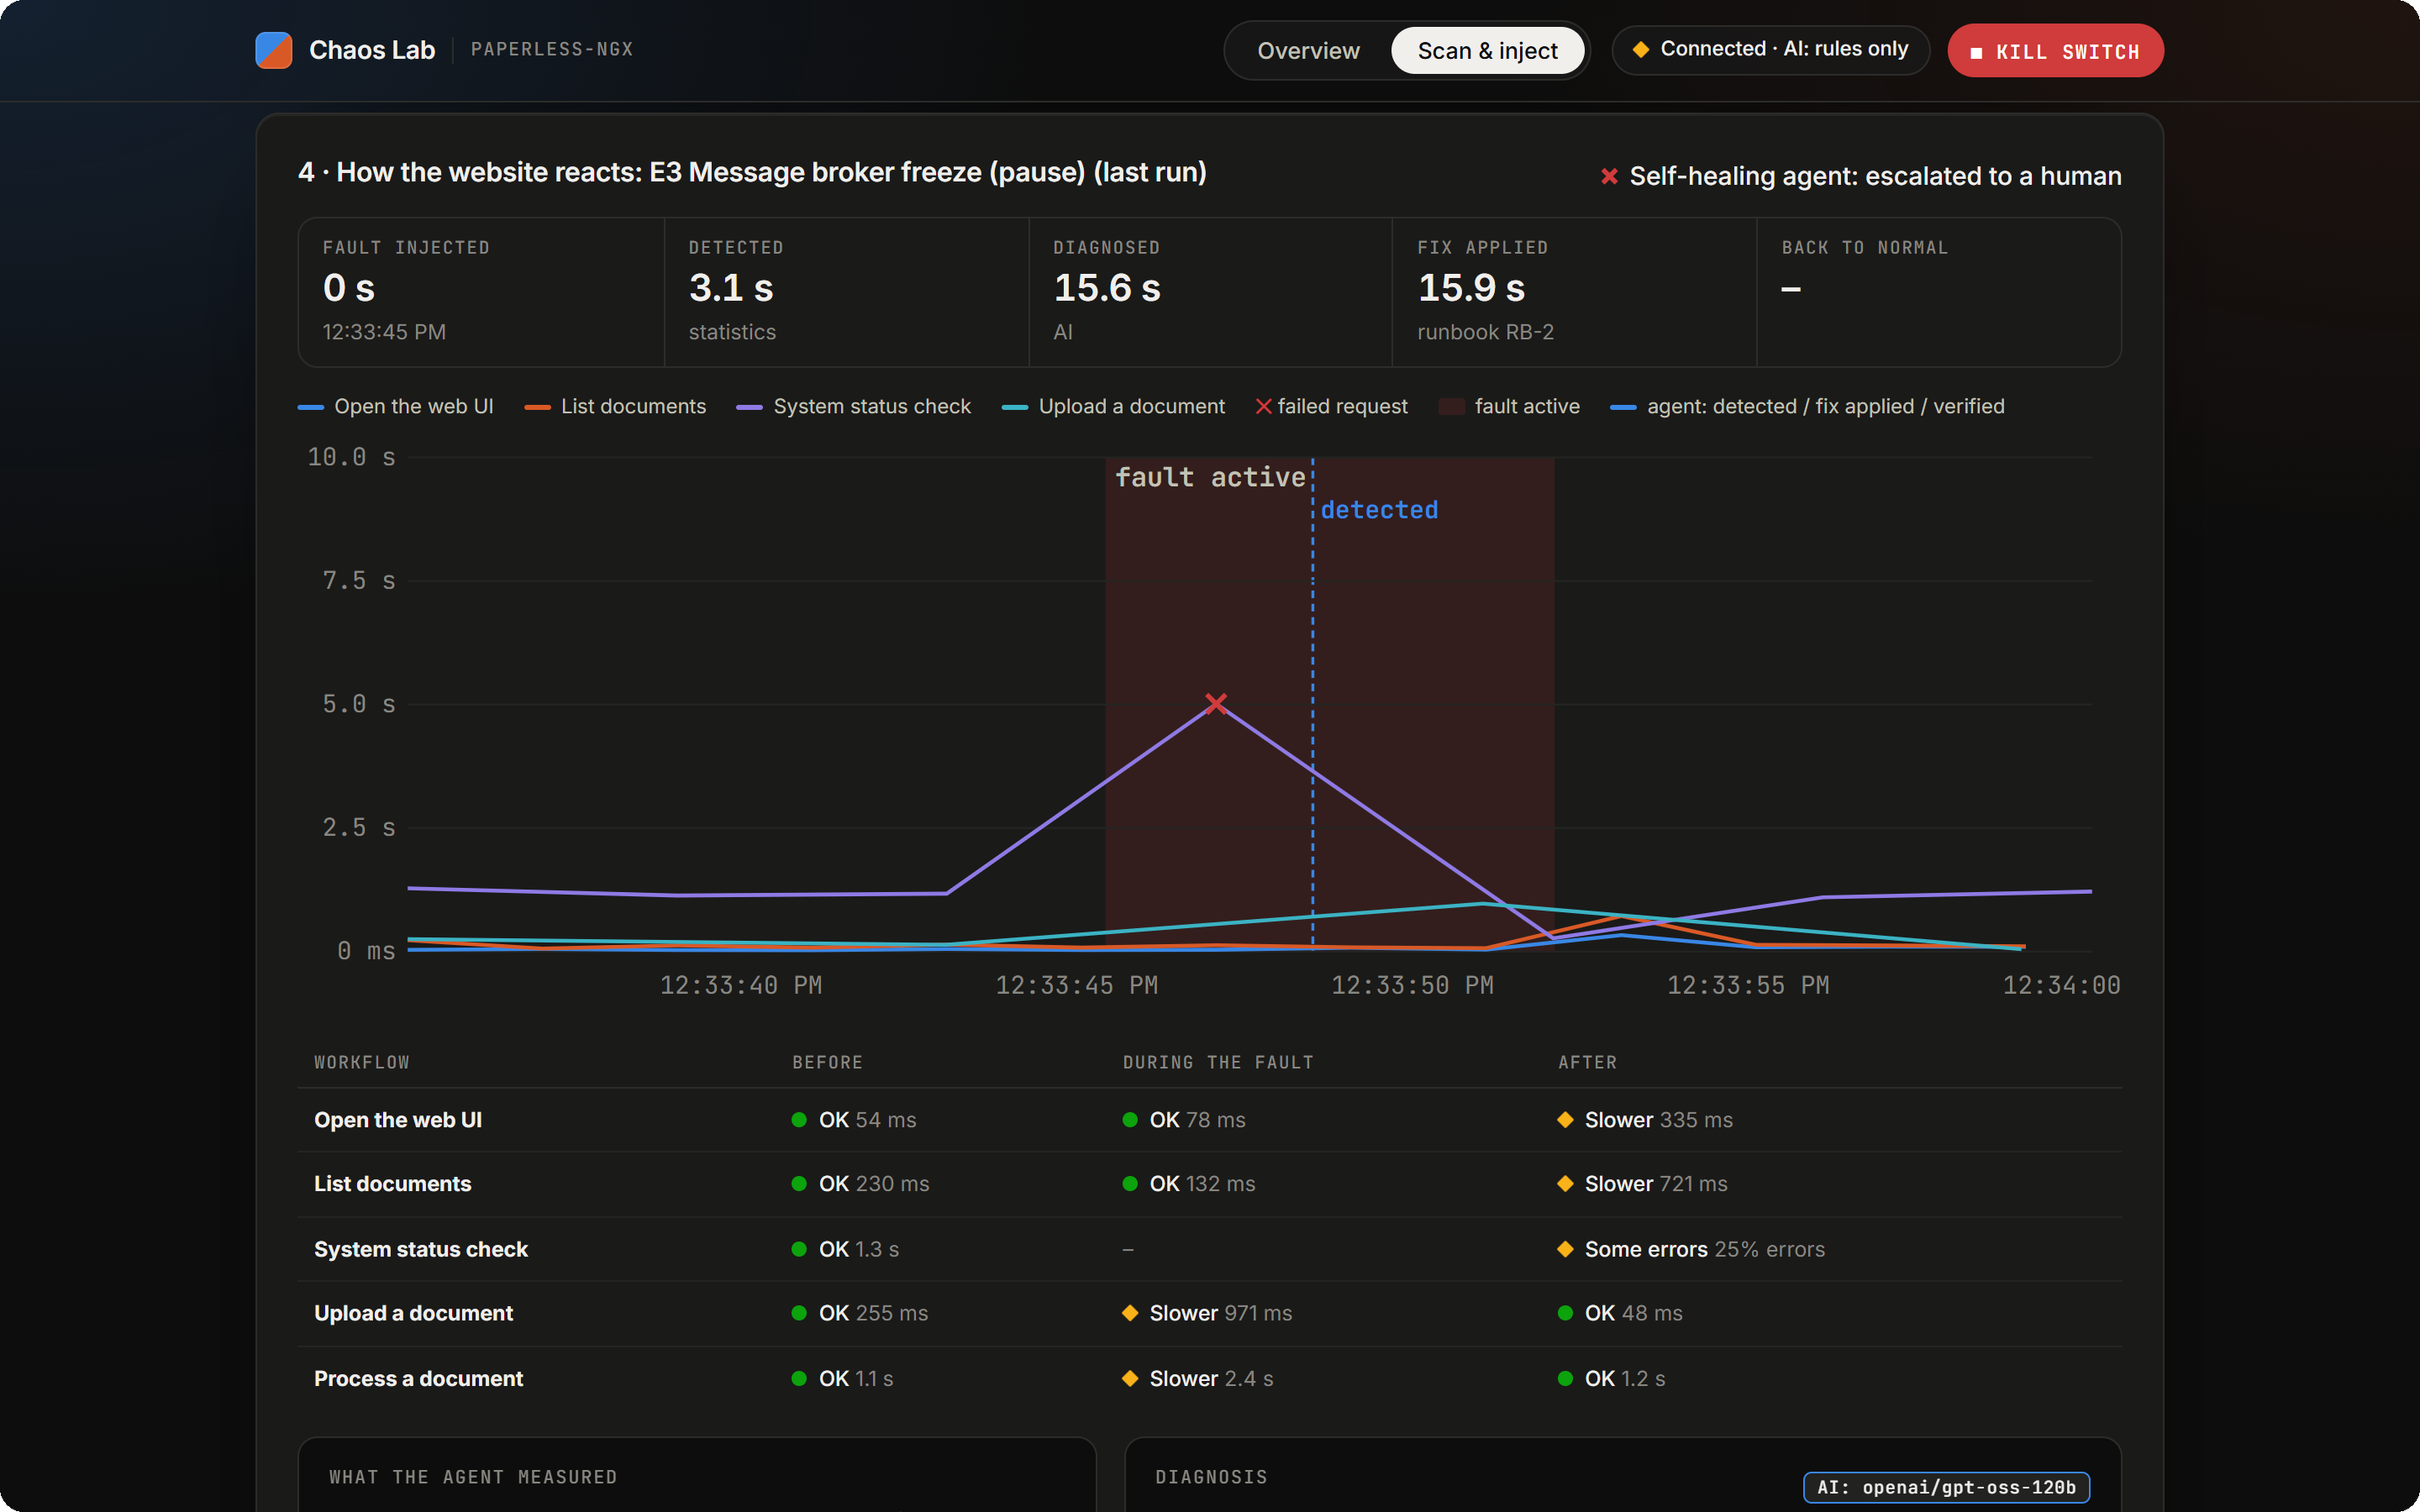 Chaos Lab PAPERLESS-NGX Overview Scan & inject Connected · AI: rules only KILL SWITCH
4 · How the website reacts: E3 Message broker freeze (pause) (last run) Self-healing agent: escalated to a human
FAULT INJECTED DETECTED DIAGNOSED FIX APPLIED BACK TO NORMAL
0 s 3.1 s 15.6 s 15.9 s –
12:33:45 PM statistics AI runbook RB-2
Open the web UI List documents System status check Upload a document failed request fault active agent: detected / fix applied / verified
10.0 s
fault active
detected
7.5 s
5.0 s
2.5 s
0 ms
12:33:40 PM 12:33:45 PM 12:33:50 PM 12:33:55 PM 12:34:00
WORKFLOW BEFORE DURING THE FAULT AFTER
Open the web UI OK 54 ms OK 78 ms Slower 335 ms
List documents OK 230 ms OK 132 ms Slower 721 ms
System status check OK 1.3 s – Some errors 25% errors
Upload a document OK 255 ms Slower 971 ms OK 48 ms
Process a document OK 1.1 s Slower 2.4 s OK 1.2 s
WHAT THE AGENT MEASURED DIAGNOSIS AI: openai/gpt-oss-120b